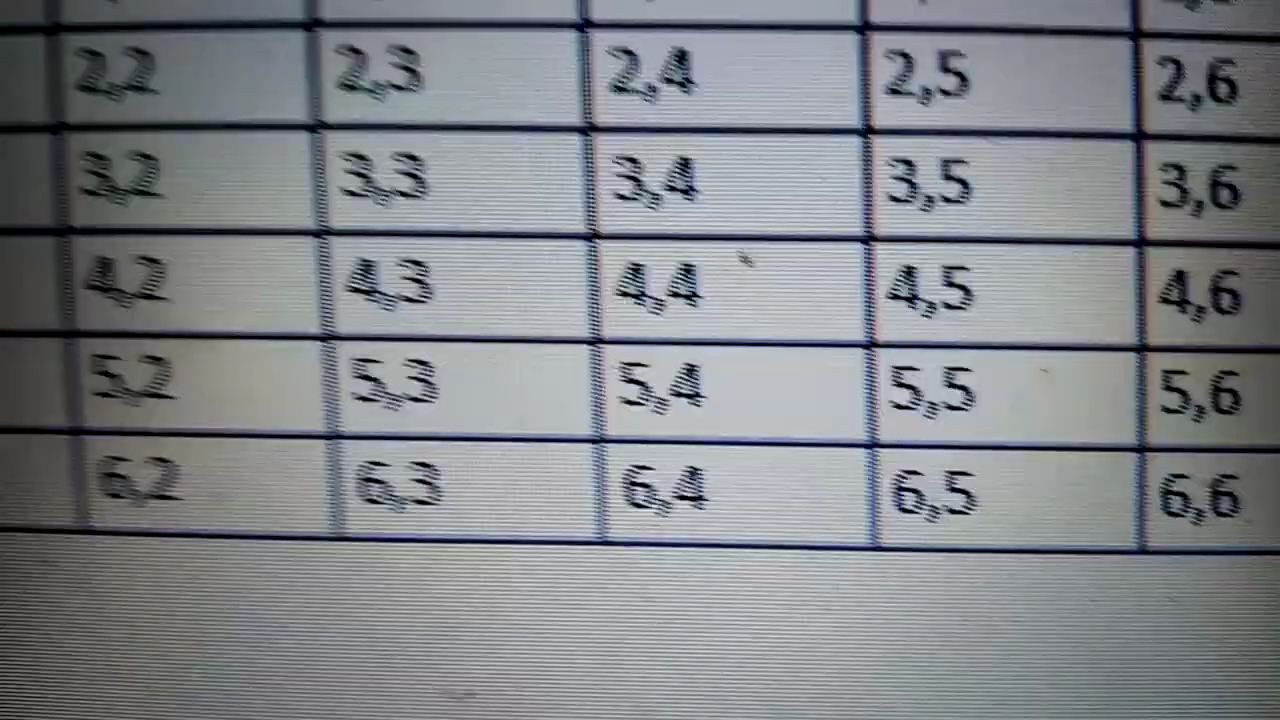 2,2 2,3 2,4 2,5 2,6
3,2 3,3 3,4 3,5 3,6
4,2 4,3 4,4 4,5 4,6
5,2 5,3 5,4 5,5 5,6
6,2 6,3 6,4 6,5 6,6